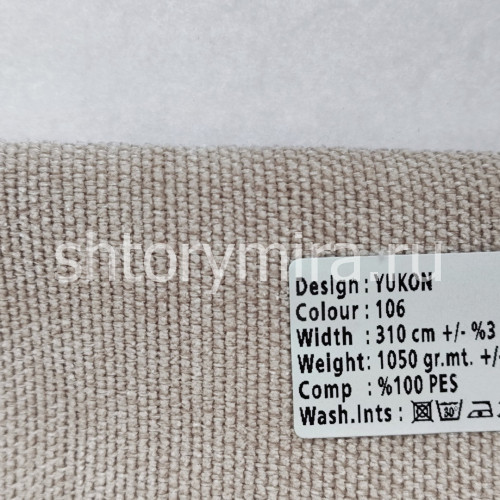 shtorymira.ru
Design : YUKON
Colour : 106
Width : 310 cm +/- %3
Weight : 1050 gr.mt. +/-
Comp : %100 PES
Wash.Ints : 30°